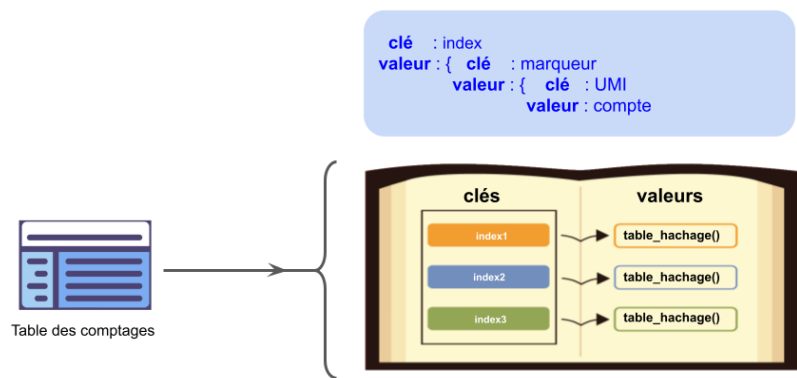 clé : index
valeur : { clé : marqueur
valeur : { clé : UMI
valeur : compte
clés valeurs
index1 table_hachage()
index2 table_hachage()
index3 table_hachage()
Table des comptages